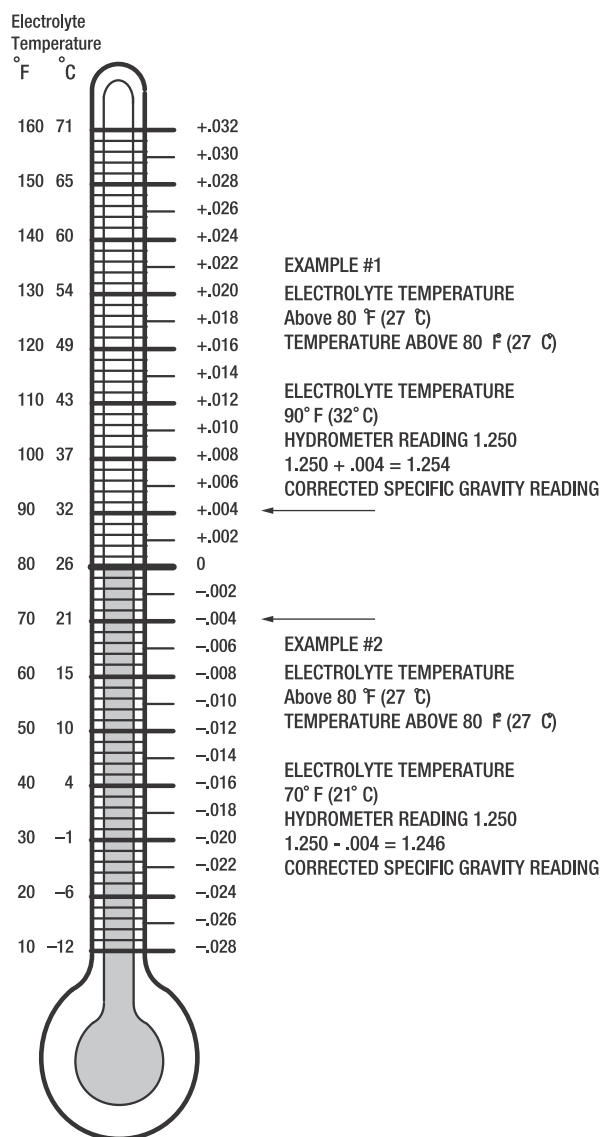 Electrolyte
Temperature
°F °C
160 71 +.032
+.030
150 65 +.028
+.026
140 60 +.024
+.022
130 54 +.020
+.018
120 49 +.016
+.014
110 43 +.012
+.010
100 37 +.008
+.006
90 32 +.004
+.002
80 26 0
–.002
70 21 –.004
–.006
60 15 –.008
–.010
50 10 –.012
–.014
40 4 –.016
–.018
30 –1 –.020
–.022
20 –6 –.024
–.026
10 –12 –.028
EXAMPLE #1
ELECTROLYTE TEMPERATURE
Above 80 °F (27 °C)
TEMPERATURE ABOVE 80 °F (27 °C)
ELECTROLYTE TEMPERATURE
90° F (32° C)
HYDROMETER READING 1.250
1.250 + .004 = 1.254
CORRECTED SPECIFIC GRAVITY READING
EXAMPLE #2
ELECTROLYTE TEMPERATURE
Above 80 °F (27 °C)
TEMPERATURE ABOVE 80 °F (27 °C)
ELECTROLYTE TEMPERATURE
70° F (21° C)
HYDROMETER READING 1.250
1.250 - .004 = 1.246
CORRECTED SPECIFIC GRAVITY READING